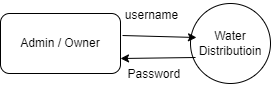 username
Admin / Owner
Water
Distributioin
Password